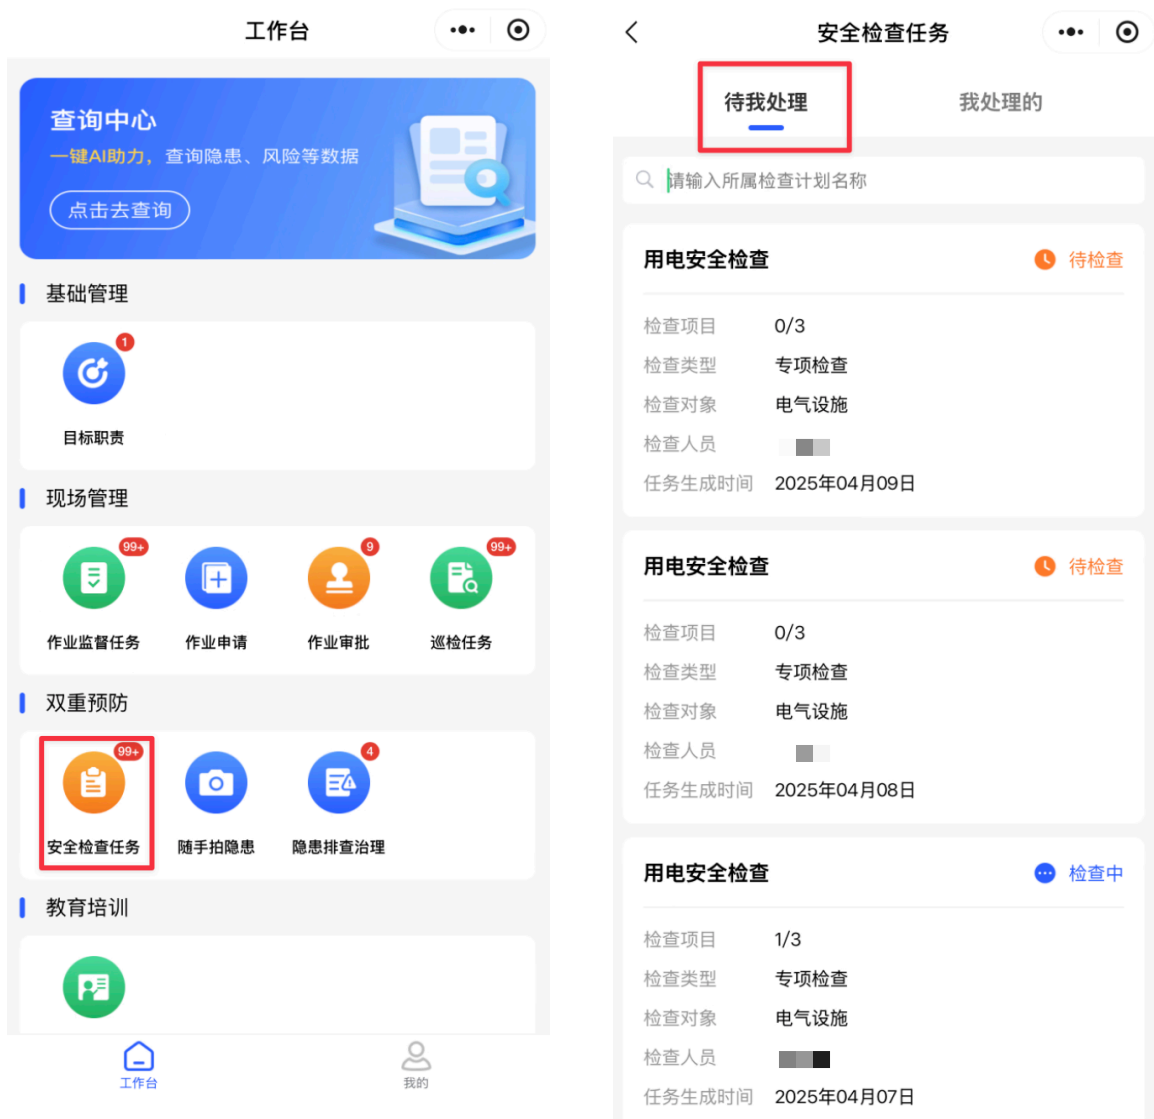 工作台
查询中心
一键AI助力，查询隐患、风险等数据
点击去查询
基础管理
1
目标职责
现场管理
99+
9
99+
作业监督任务
作业申请
作业审批
巡检任务
双重预防
99+
4
安全检查任务
随手拍隐患
隐患排查治理
教育培训
工作台
我的
安全检查任务
待我处理
我处理的
请输入所属检查计划名称
用电安全检查
待检查
检查项目 0/3
检查类型 专项检查
检查对象 电气设施
检查人员
任务生成时间 2025年04月09日
用电安全检查
待检查
检查项目 0/3
检查类型 专项检查
检查对象 电气设施
检查人员
任务生成时间 2025年04月08日
用电安全检查
检查中
检查项目 1/3
检查类型 专项检查
检查对象 电气设施
检查人员
任务生成时间 2025年04月07日